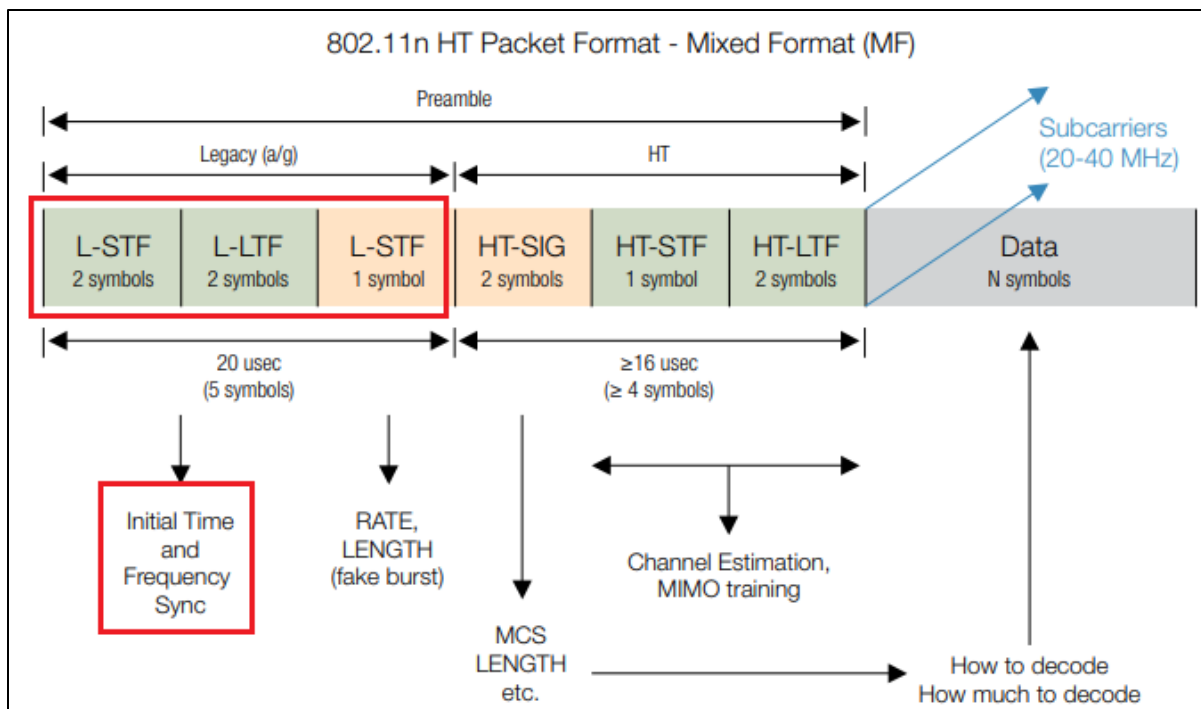 802.11n HT Packet Format - Mixed Format (MF)
Preamble
Subcarriers
(20-40 MHz)
Legacy (a/g)
HT
L-STF
2 symbols
L-LTF
2 symbols
L-STF
1 symbol
HT-SIG
2 symbols
HT-STF
1 symbol
HT-LTF
2 symbols
Data
N symbols
20 usec
(5 symbols)
≥16 usec
(≥ 4 symbols)
Initial Time
and
Frequency
Sync
RATE,
LENGTH
(fake burst)
Channel Estimation,
MIMO training
MCS
LENGTH
etc.
How to decode
How much to decode